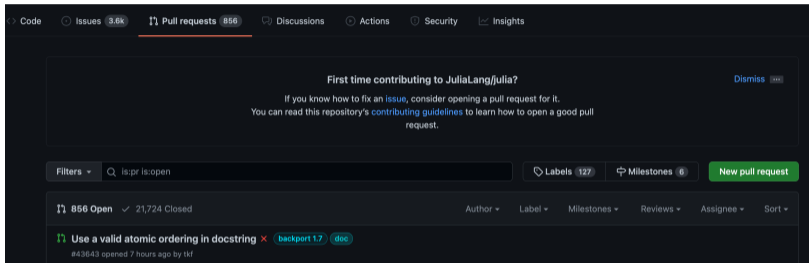 Code Issues 3.6k Pull requests 856 Discussions Actions Security Insights
First time contributing to JuliaLang/julia?
Dismiss
If you know how to fix an issue, consider opening a pull request for it.
You can read this repository's contributing guidelines to learn how to open a good pull
request.
Filters is:pr is:open Labels 127 Milestones 6 New pull request
856 Open 21,724 Closed Author Label Milestones Reviews Assignee Sort
Use a valid atomic ordering in docstring backport 1.7 doc
#43643 opened 7 hours ago by tkf